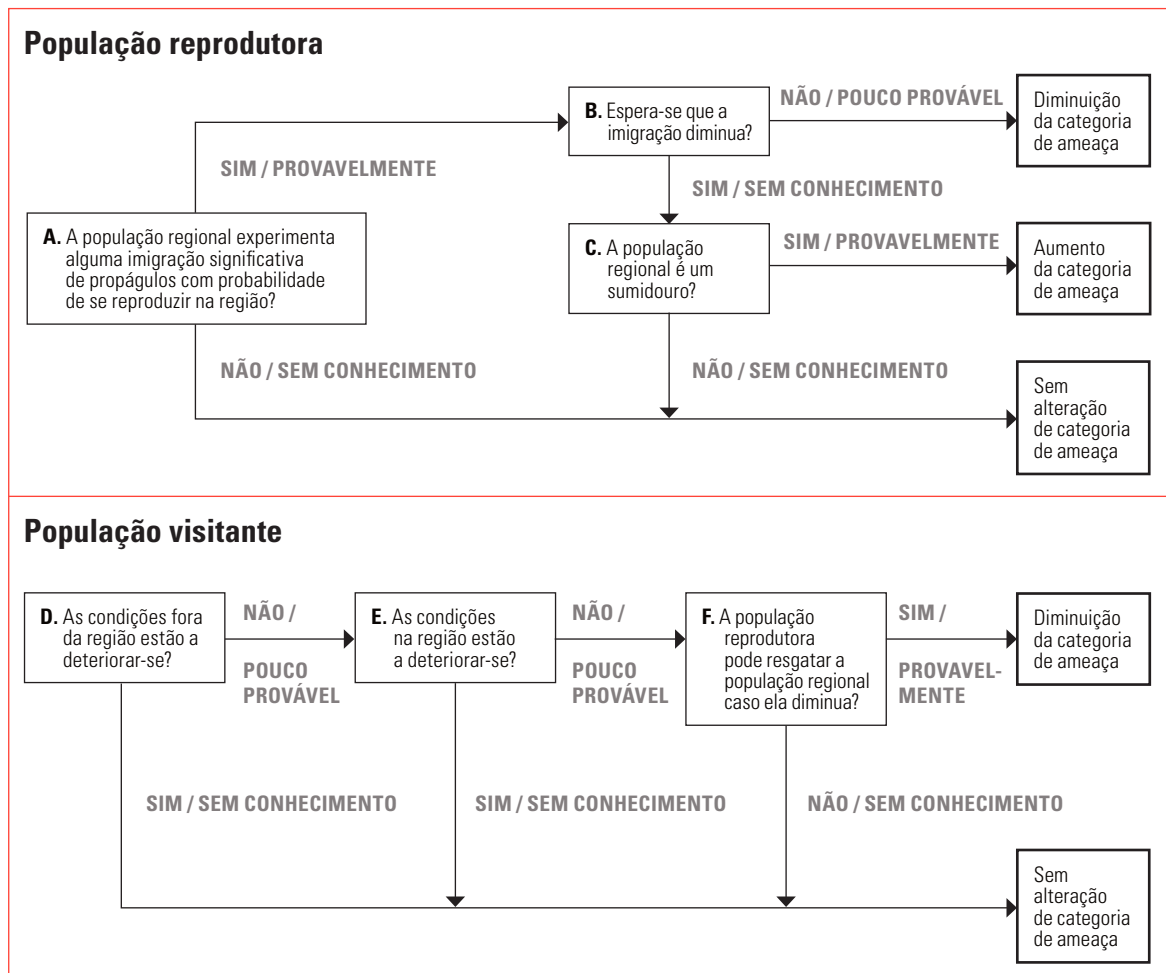 População reprodutora
B. Espera-se que a
imigração diminua?
NÃO / POUCO PROVÁVEL
Diminuição
da categoria
de ameaça
SIM / PROVAVELMENTE
SIM / SEM CONHECIMENTO
A. A população regional experimenta
alguma imigração significativa
de propágulos com probabilidade
de se reproduzir na região?
C. A população
regional é um
sumidouro?
SIM / PROVAVELMENTE
Aumento
da categoria
de ameaça
NÃO / SEM CONHECIMENTO
NÃO / SEM CONHECIMENTO
Sem
alteração
de categoria
de ameaça
População visitante
D. As condições fora
da região estão a
deteriorar-se?
NÃO /
POUCO
PROVÁVEL
E. As condições
na região estão
a deteriorar-se?
NÃO /
POUCO
PROVÁVEL
F. A população
reprodutora
pode resgatar a
população regional
caso ela diminua?
SIM /
PROVAVEL-
MENTE
Diminuição
da categoria
de ameaça
SIM / SEM CONHECIMENTO
SIM / SEM CONHECIMENTO
NÃO / SEM CONHECIMENTO
Sem
alteração
de categoria
de ameaça